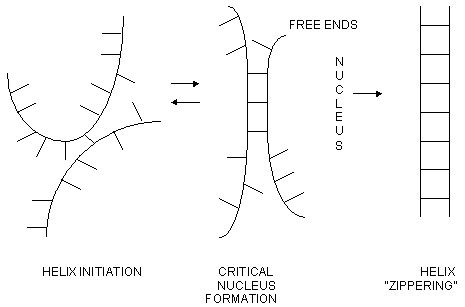 FREE ENDS
N
U
C
L
E
U
S
HELIX INITIATION
CRITICAL
NUCLEUS
FORMATION
HELIX
"ZIPPERING"